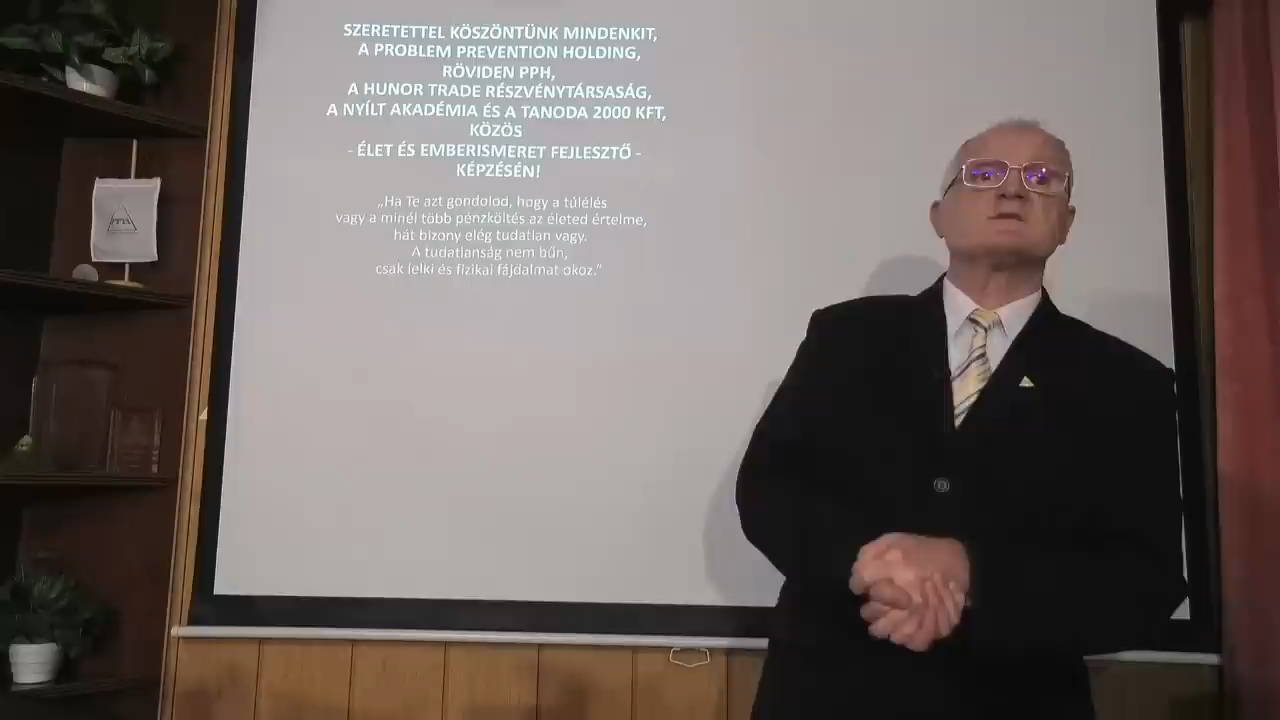 SZERETETTEL KÖSZÖNTÜNK MINDENKIT,
A PROBLEM PREVENTION HOLDING,
RÖVIDEN PPH,
A HUNOR TRADE RÉSZVÉNYTÁRSASÁG,
A NYÍLT AKADÉMIA ÉS A TANODA 2000 KFT,
KÖZÖS
- ÉLET ÉS EMBERISMERET FEJLESZTŐ -
KÉPZÉSÉN!
„Ha Te azt gondolod, hogy a túlélés
vagy a minél több pénzköltés az életed értelme,
hát bizony elég tudatlan vagy.
A tudatlanság nem bűn,
csak lelki és fizikai fájdalmat okoz.”